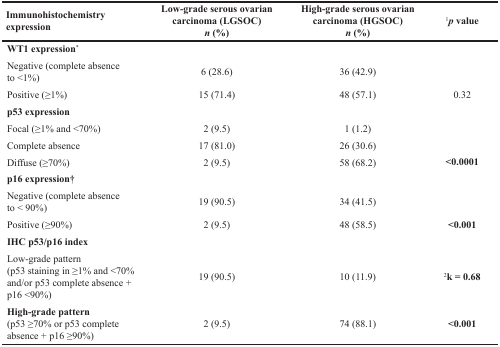 Immunohistochemistry expression | Low-grade serous ovarian carcinoma (LGSOC) n (%) | High-grade serous ovarian carcinoma (HGSOC) n (%) | ¹p value
WT1 expression*
Negative (complete absence to <1%) | 6 (28.6) | 36 (42.9)
Positive (≥1%) | 15 (71.4) | 48 (57.1) | 0.32
p53 expression
Focal (≥1% and <70%) | 2 (9.5) | 1 (1.2)
Complete absence | 17 (81.0) | 26 (30.6)
Diffuse (≥70%) | 2 (9.5) | 58 (68.2) | <0.0001
p16 expression†
Negative (complete absence to < 90%) | 19 (90.5) | 34 (41.5)
Positive (≥90%) | 2 (9.5) | 48 (58.5) | <0.001
IHC p53/p16 index
Low-grade pattern (p53 staining in ≥1% and <70% and/or p53 complete absence + p16 <90%) | 19 (90.5) | 10 (11.9) | ²k = 0.68
High-grade pattern (p53 ≥70% or p53 complete absence + p16 ≥90%) | 2 (9.5) | 74 (88.1) | <0.001